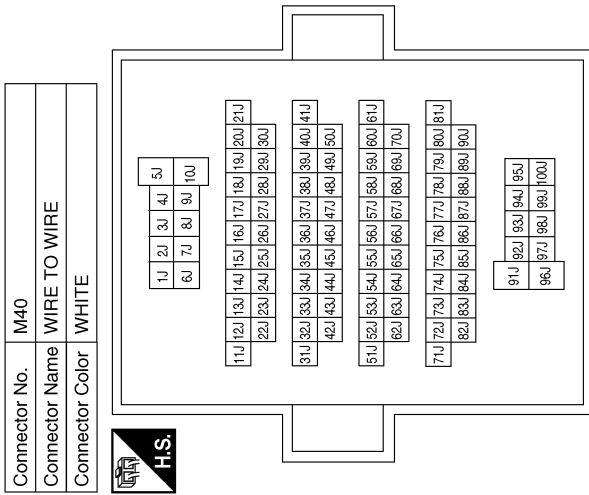 Connector No. M40
Connector Name WIRE TO WIRE
Connector Color WHITE
H.S.
1J 2J 3J 4J 5J
6J 7J 8J 9J 10J
11J 12J 13J 14J 15J 16J 17J 18J 19J 20J 21J
22J 23J 24J 25J 26J 27J 28J 29J 30J
31J 32J 33J 34J 35J 36J 37J 38J 39J 40J 41J
42J 43J 44J 45J 46J 47J 48J 49J 50J
51J 52J 53J 54J 55J 56J 57J 58J 59J 60J 61J
62J 63J 64J 65J 66J 67J 68J 69J 70J
71J 72J 73J 74J 75J 76J 77J 78J 79J 80J 81J
82J 83J 84J 85J 86J 87J 88J 89J 90J
91J 92J 93J 94J 95J
96J 97J 98J 99J 100J